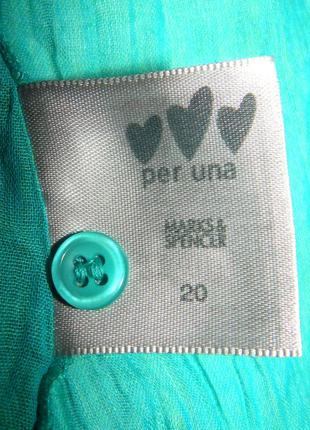 per una
MARKS&
SPENCER
20